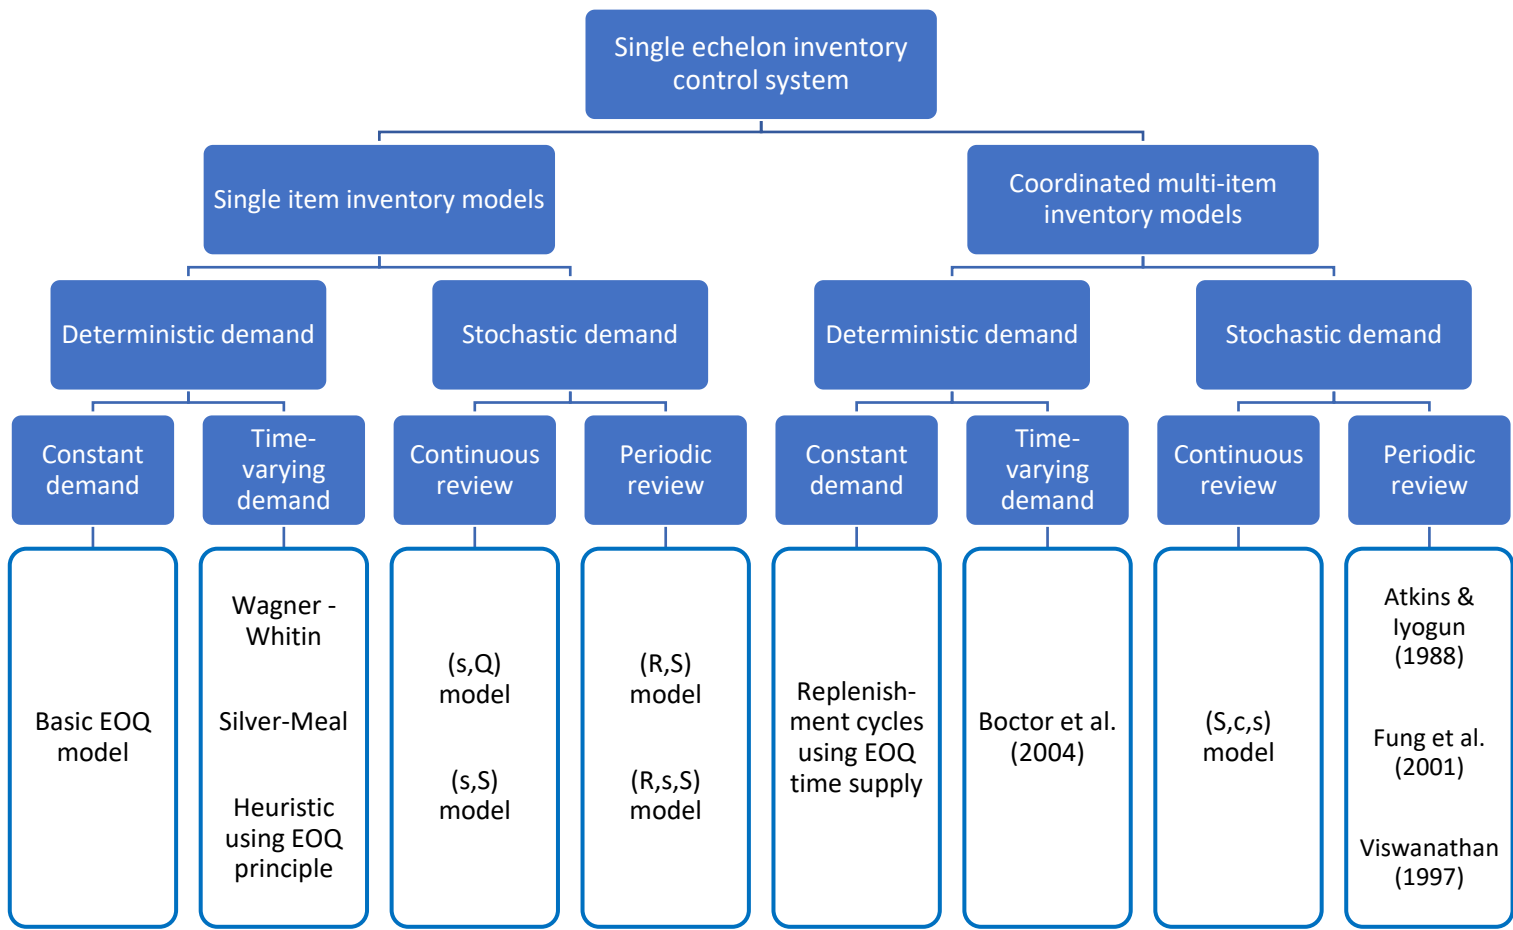 Single echelon inventory
control system
Single item inventory models
Coordinated multi-item
inventory models
Deterministic demand
Stochastic demand
Deterministic demand
Stochastic demand
Constant
demand
Time-
varying
demand
Continuous
review
Periodic
review
Constant
demand
Time-
varying
demand
Continuous
review
Periodic
review
Basic EOQ
model
Wagner -
Whitin
Silver-Meal
Heuristic
using EOQ
principle
(s,Q)
model
(s,S)
model
(R,S)
model
(R,s,S)
model
Replenish-
ment cycles
using EOQ
time supply
Boctor et al.
(2004)
(S,c,s)
model
Atkins &
Iyogun
(1988)
Fung et al.
(2001)
Viswanathan
(1997)